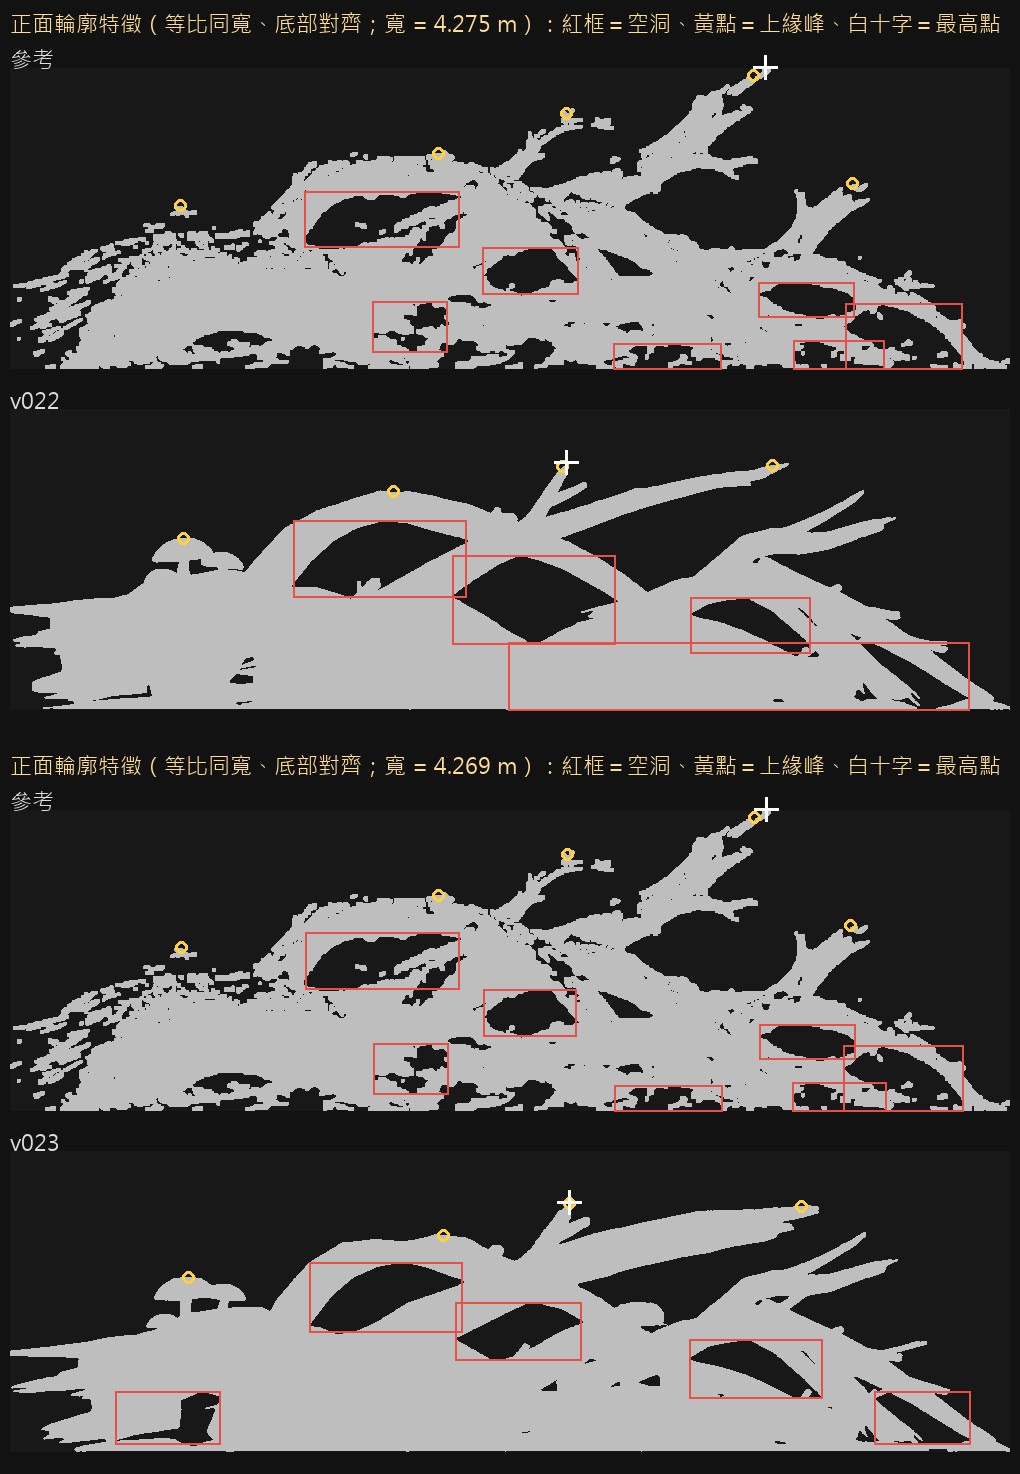 正面輪廓特徵（等比同寬、底部對齊；寬 = 4.275 m）：紅框 = 空洞、黃點 = 上緣峰、白十字 = 最高點
參考
v022
正面輪廓特徵（等比同寬、底部對齊；寬 = 4.269 m）：紅框 = 空洞、黃點 = 上緣峰、白十字 = 最高點
參考
v023